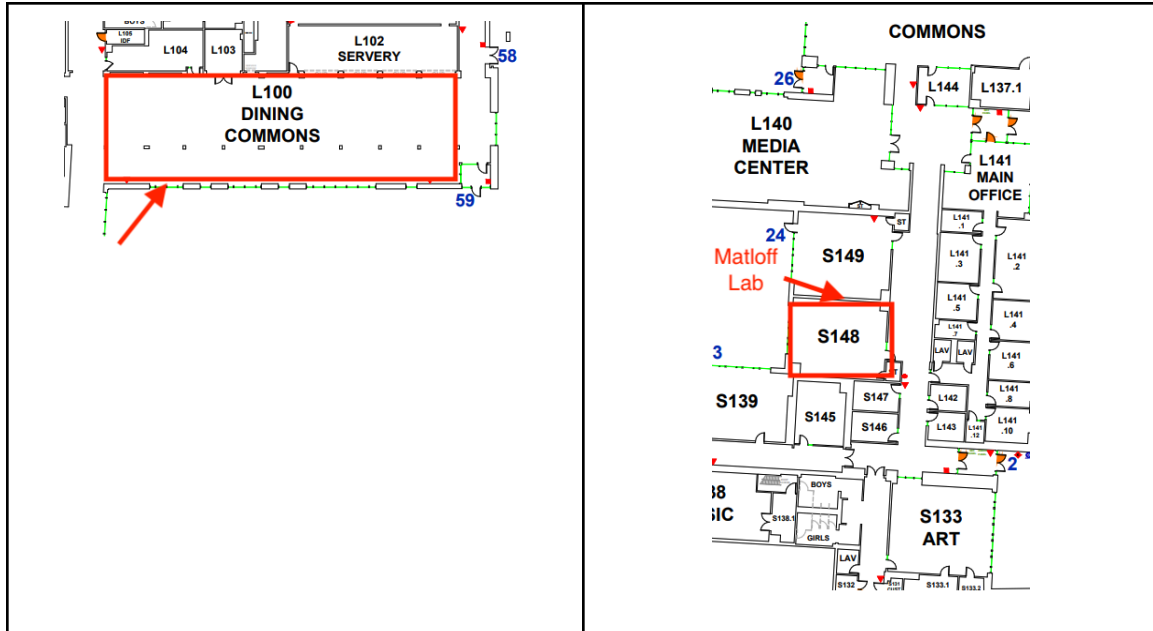 BOYS
L105
IDF
L104
L103
L102
SERVERY
58
L100
DINING
COMMONS
59
COMMONS
26
L144
L137.1
L140
MEDIA
CENTER
L141
MAIN
OFFICE
ST
ST
L141
.1
24
S149
L141
.3
L141
.2
Matloff
Lab
L141
.5
L141
.4
S148
L141
.7
3
LAV
LAV
L141
.6
S147
L142
L141
.8
S139
S145
S146
L143
L141
.12
L141
.10
2
BOYS
S138.1
GIRLS
S133
ART
LAV
S132
S133.1
S133.2